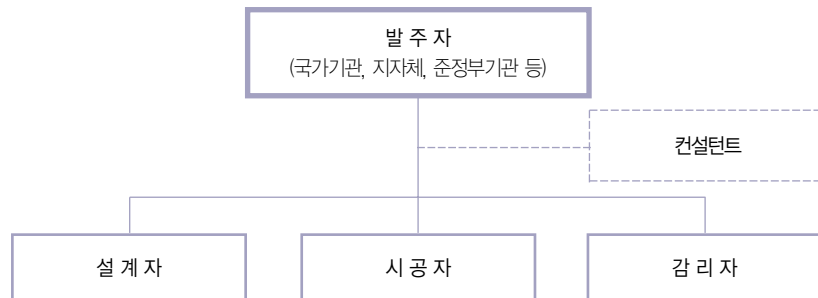 발 주 자
(국가기관, 지자체, 준정부기관 등)
컨설턴트
설 계 자
시 공 자
감 리 자